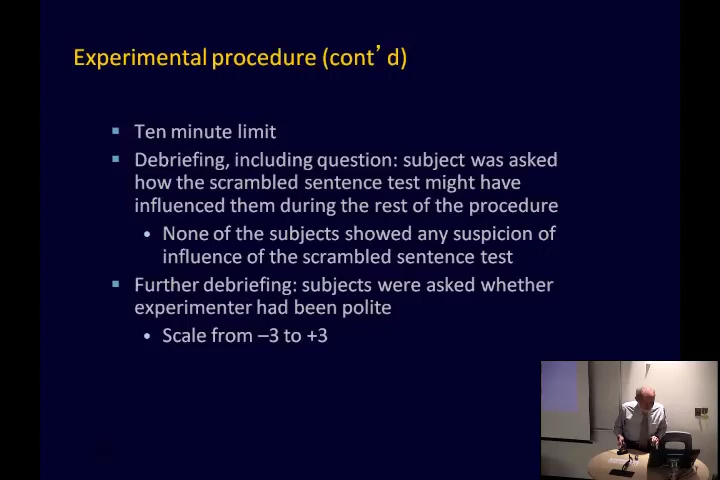 Experimental procedure (cont’d)
Ten minute limit
Debriefing, including question: subject was asked
how the scrambled sentence test might have
influenced them during the rest of the procedure
None of the subjects showed any suspicion of
influence of the scrambled sentence test
Further debriefing: subjects were asked whether
experimenter had been polite
Scale from –3 to +3